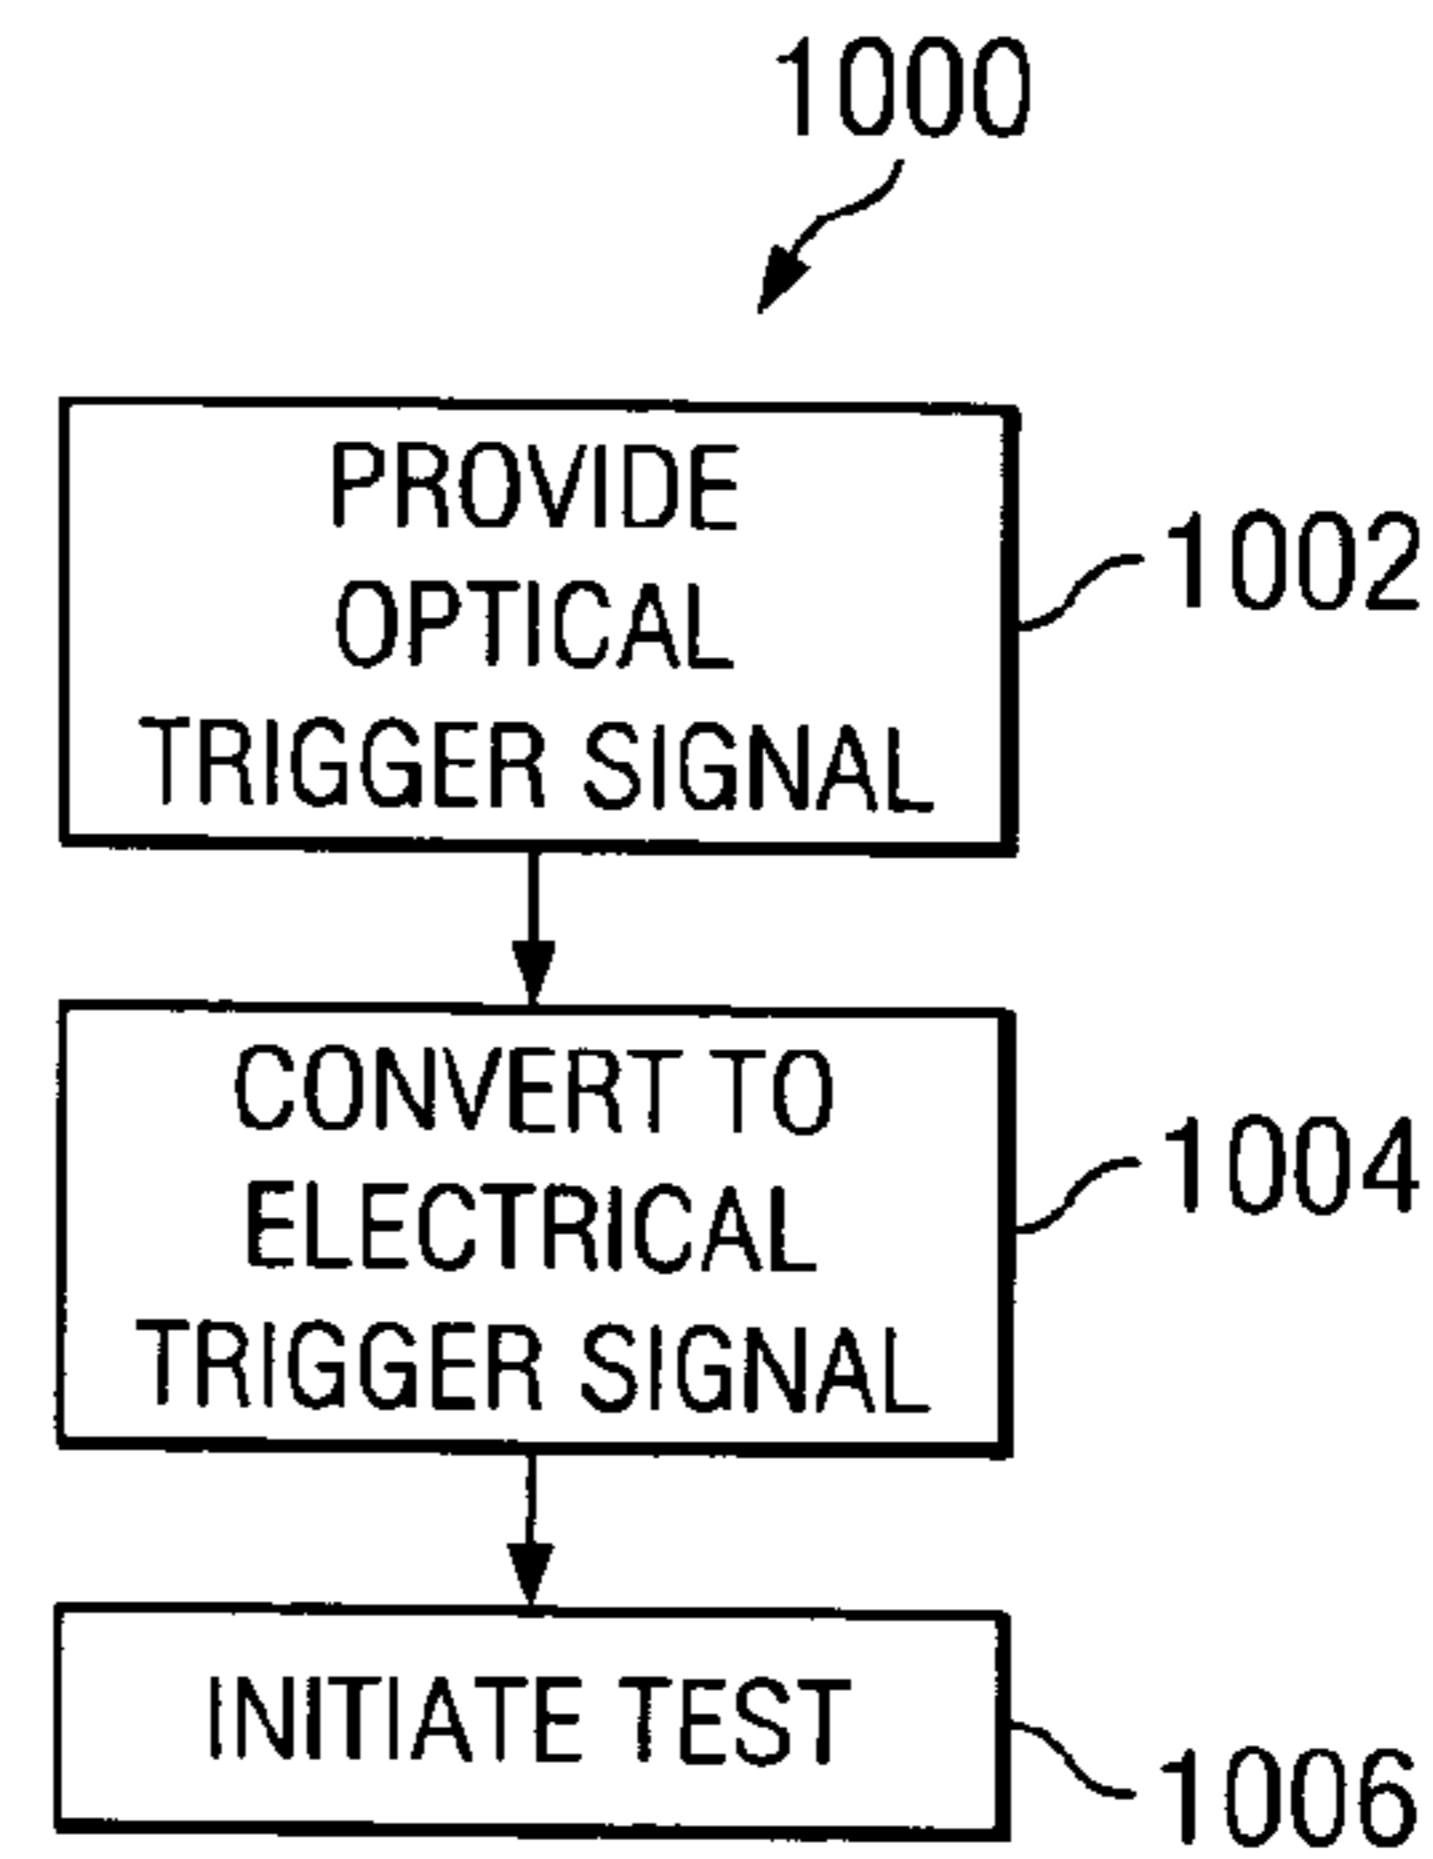 1000
PROVIDE
OPTICAL
TRIGGER SIGNAL
1002
CONVERT TO
ELECTRICAL
TRIGGER SIGNAL
1004
INITIATE TEST
1006